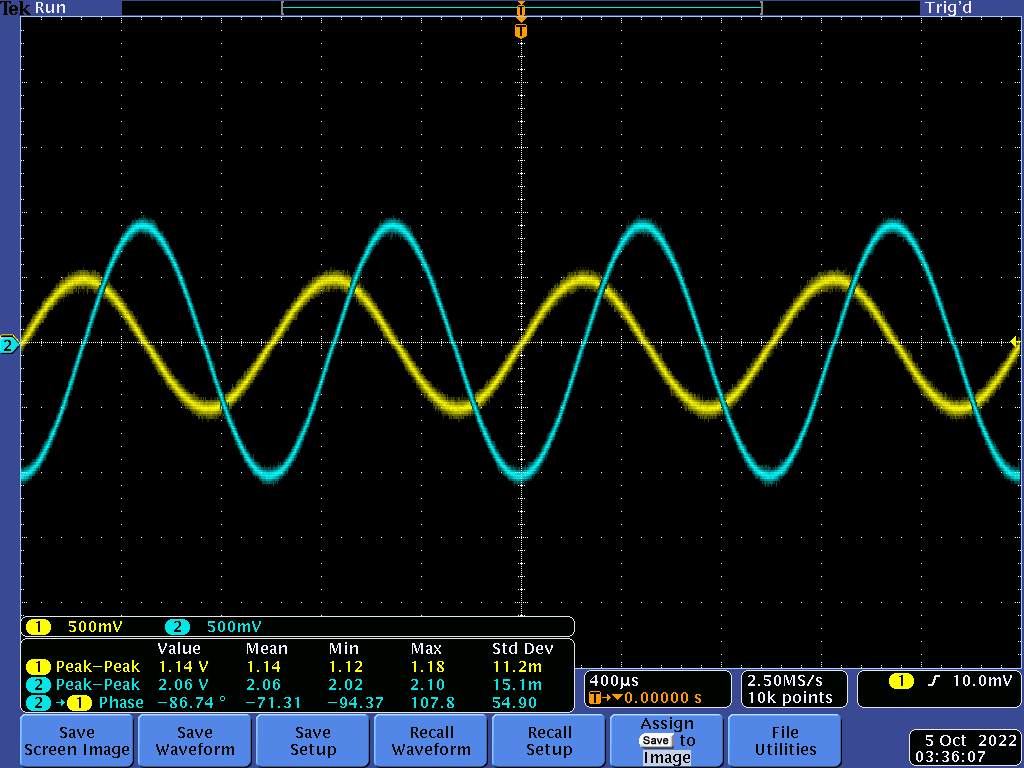 Tek Run Trig'd
T
T
2
1 500mV 2 500mV
Value Mean Min Max Std Dev
1 Peak-Peak 1.14 V 1.14 1.12 1.18 11.2m
2 Peak-Peak 2.06 V 2.06 2.02 2.10 15.1m
2 → 1 Phase -86.74 ° -71.31 -94.37 107.8 54.90
400µs
T→▼0.00000 s
2.50MS/s
10k points
1 ʃ 10.0mV
Save
Screen Image
Save
Waveform
Save
Setup
Recall
Waveform
Recall
Setup
Assign
Save to
Image
File
Utilities
5 Oct 2022
03:36:07